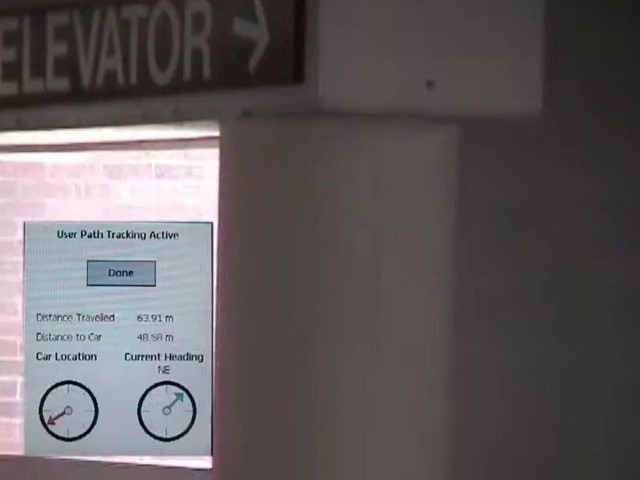 ELEVATOR →
User Path Tracking Active
Done
Distance Travelled 63.91 m
Distance to Car 48.58 m
Car Location Current Heading
NE